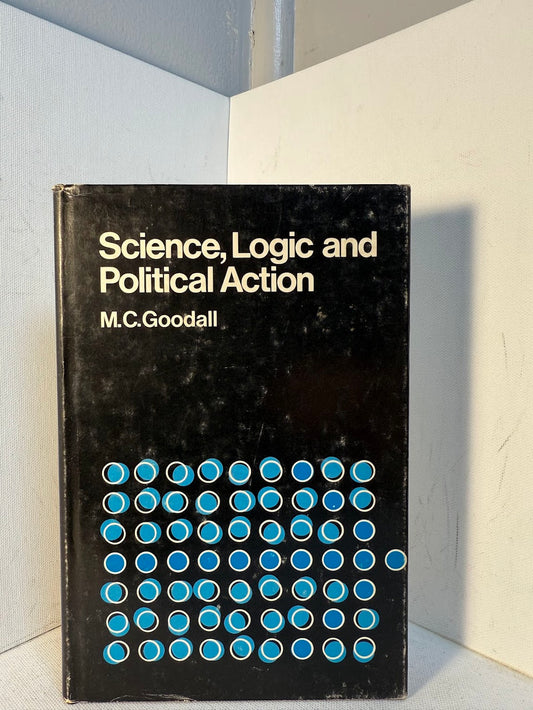 Science, Logic and
Political Action
M.C.Goodall